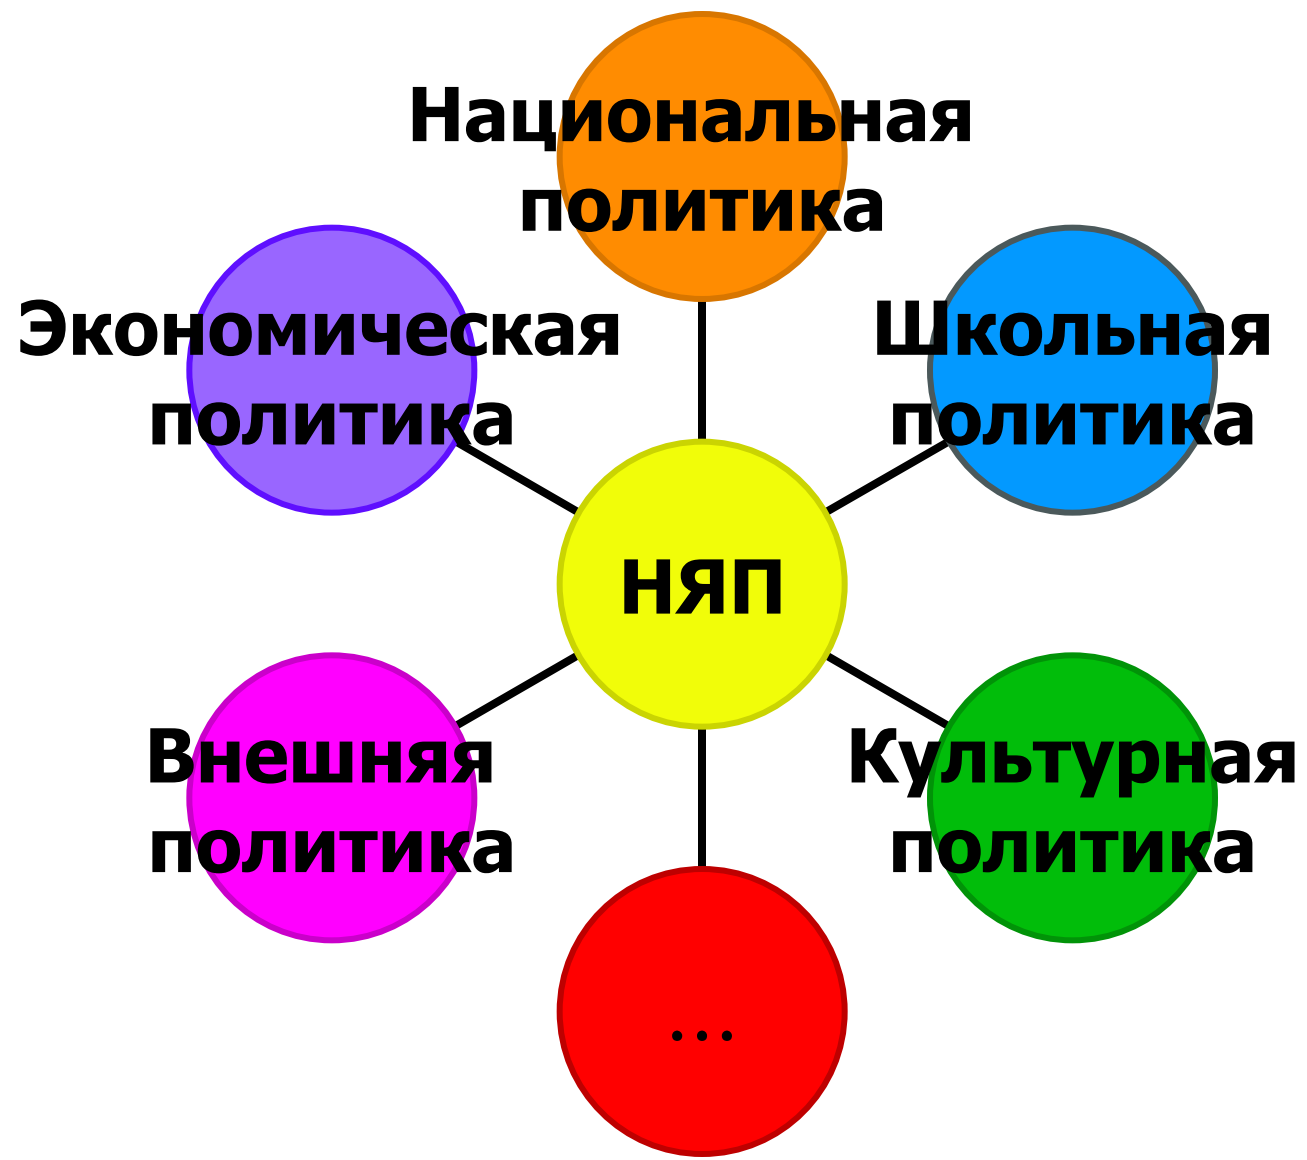 Национальная
политика
Экономическая
политика
Школьная
политика
НЯП
Внешняя
политика
Культурная
политика
...